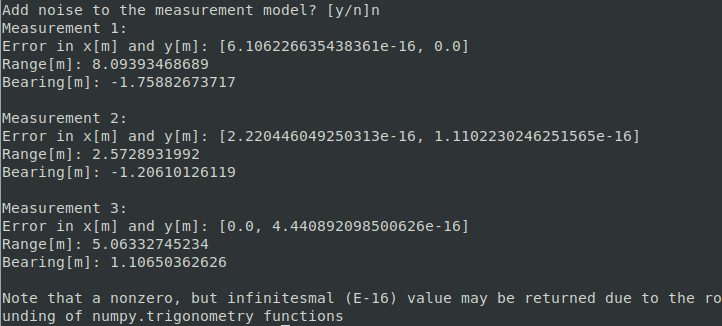 Add noise to the measurement model? [y/n]n
Measurement 1:
Error in x[m] and y[m]: [6.106226635438361e-16, 0.0]
Range[m]: 8.09393468689
Bearing[m]: -1.75882673717

Measurement 2:
Error in x[m] and y[m]: [2.220446049250313e-16, 1.1102230246251565e-16]
Range[m]: 2.5728931992
Bearing[m]: -1.20610126119

Measurement 3:
Error in x[m] and y[m]: [0.0, 4.440892098500626e-16]
Range[m]: 5.06332745234
Bearing[m]: 1.10650362626

Note that a nonzero, but infinitesmal (E-16) value may be returned due to the ro
unding of numpy.trigonometry functions